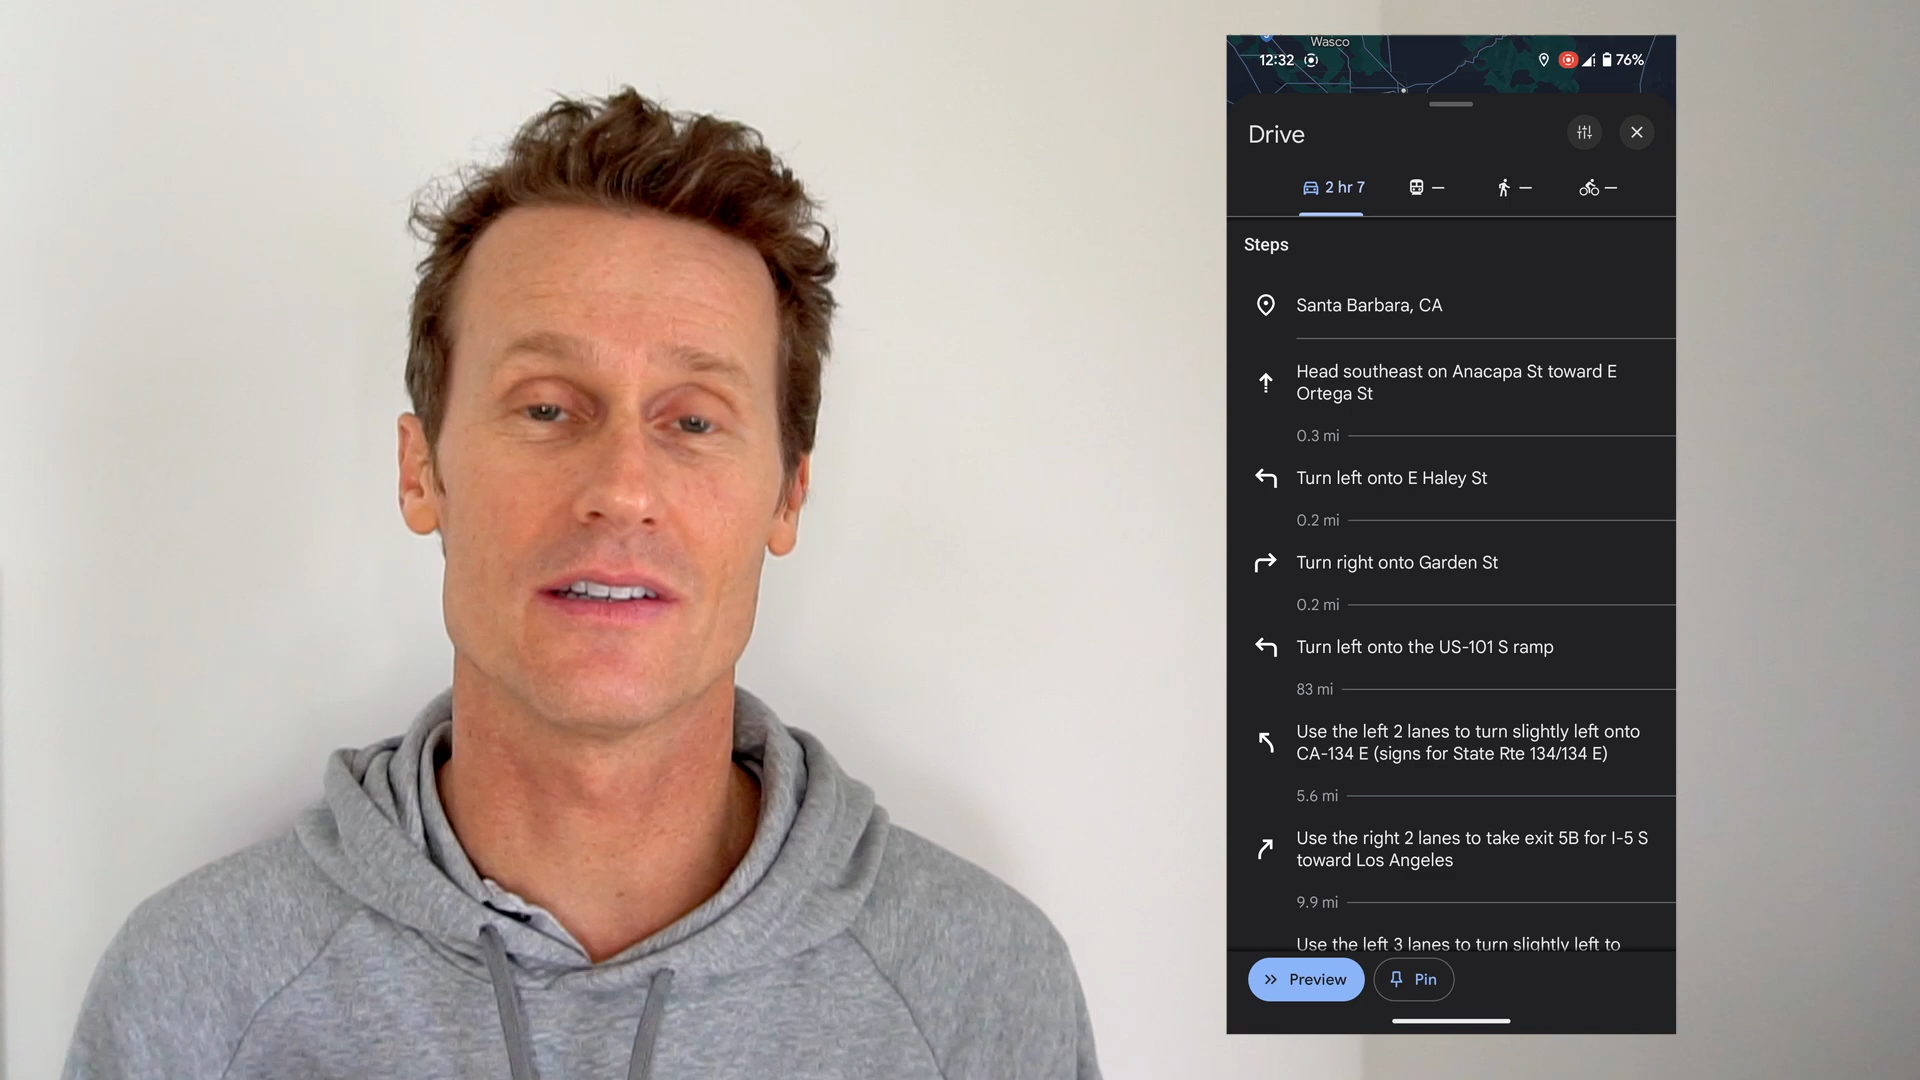 Wasco
12:32
76%
Drive
2 hr 7
—
—
—
Steps
Santa Barbara, CA
Head southeast on Anacapa St toward E
Ortega St
0.3 mi
Turn left onto E Haley St
0.2 mi
Turn right onto Garden St
0.2 mi
Turn left onto the US-101 S ramp
83 mi
Use the left 2 lanes to turn slightly left onto
CA-134 E (signs for State Rte 134/134 E)
5.6 mi
Use the right 2 lanes to take exit 5B for I-5 S
toward Los Angeles
9.9 mi
Use the left 3 lanes to turn slightly left to
Preview
Pin